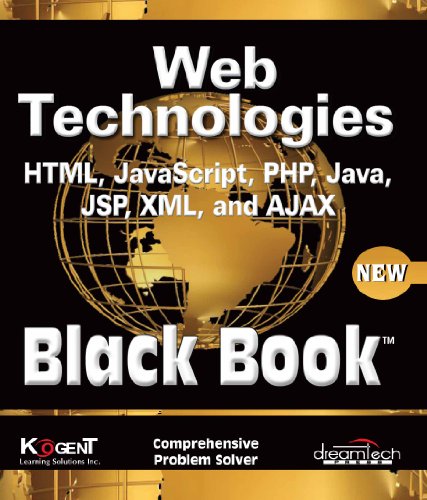 Web
Technologies
HTML, JavaScript, PHP, Java,
JSP, XML, and AJAX
NEW
Black Book™
KOGENT
Learning Solutions Inc.
Comprehensive
Problem Solver
dreamtech
PRESS